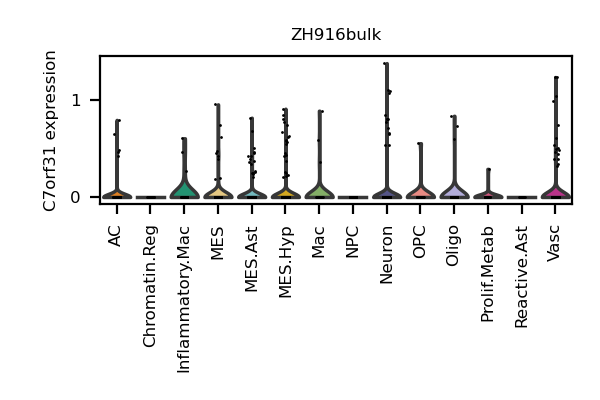 ZH916bulk
C7orf31 expression
1
0
AC
Chromatin.Reg
Inflammatory.Mac
MES
MES.Ast
MES.Hyp
Mac
NPC
Neuron
OPC
Oligo
Prolif.Metab
Reactive.Ast
Vasc